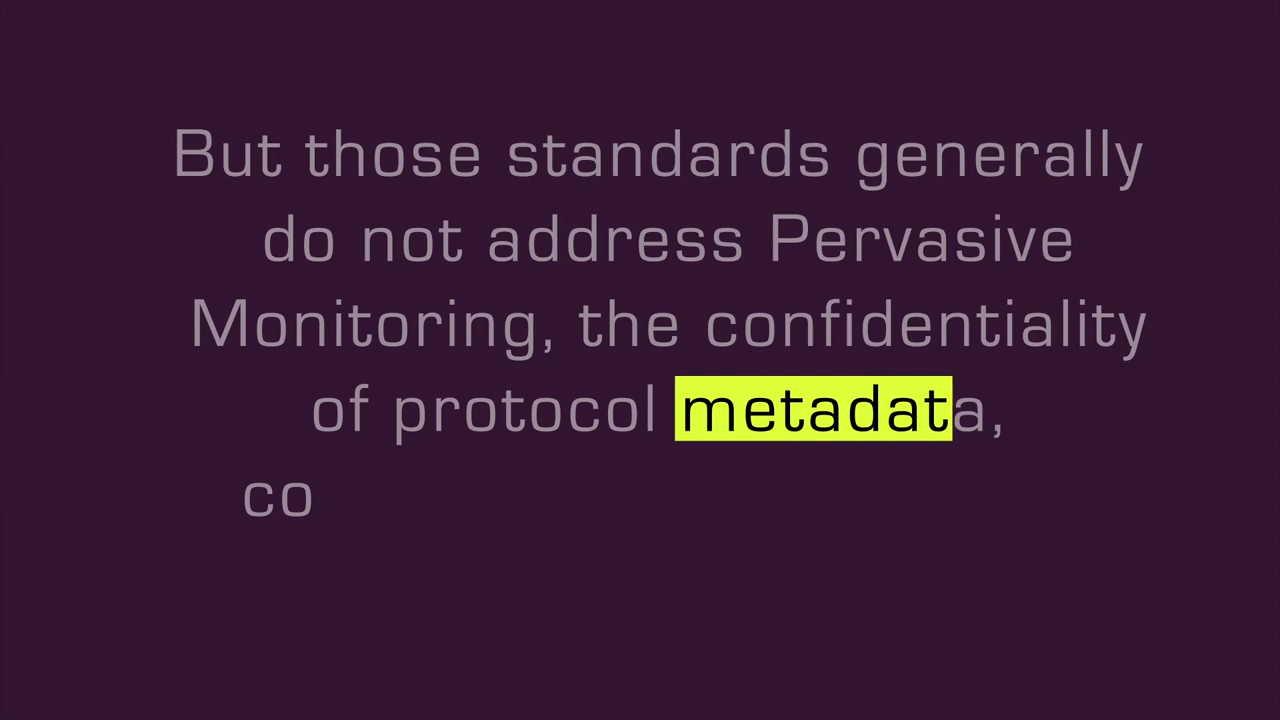 But those standards generally
do not address Pervasive
Monitoring, the confidentiality
of protocol metadata,
co